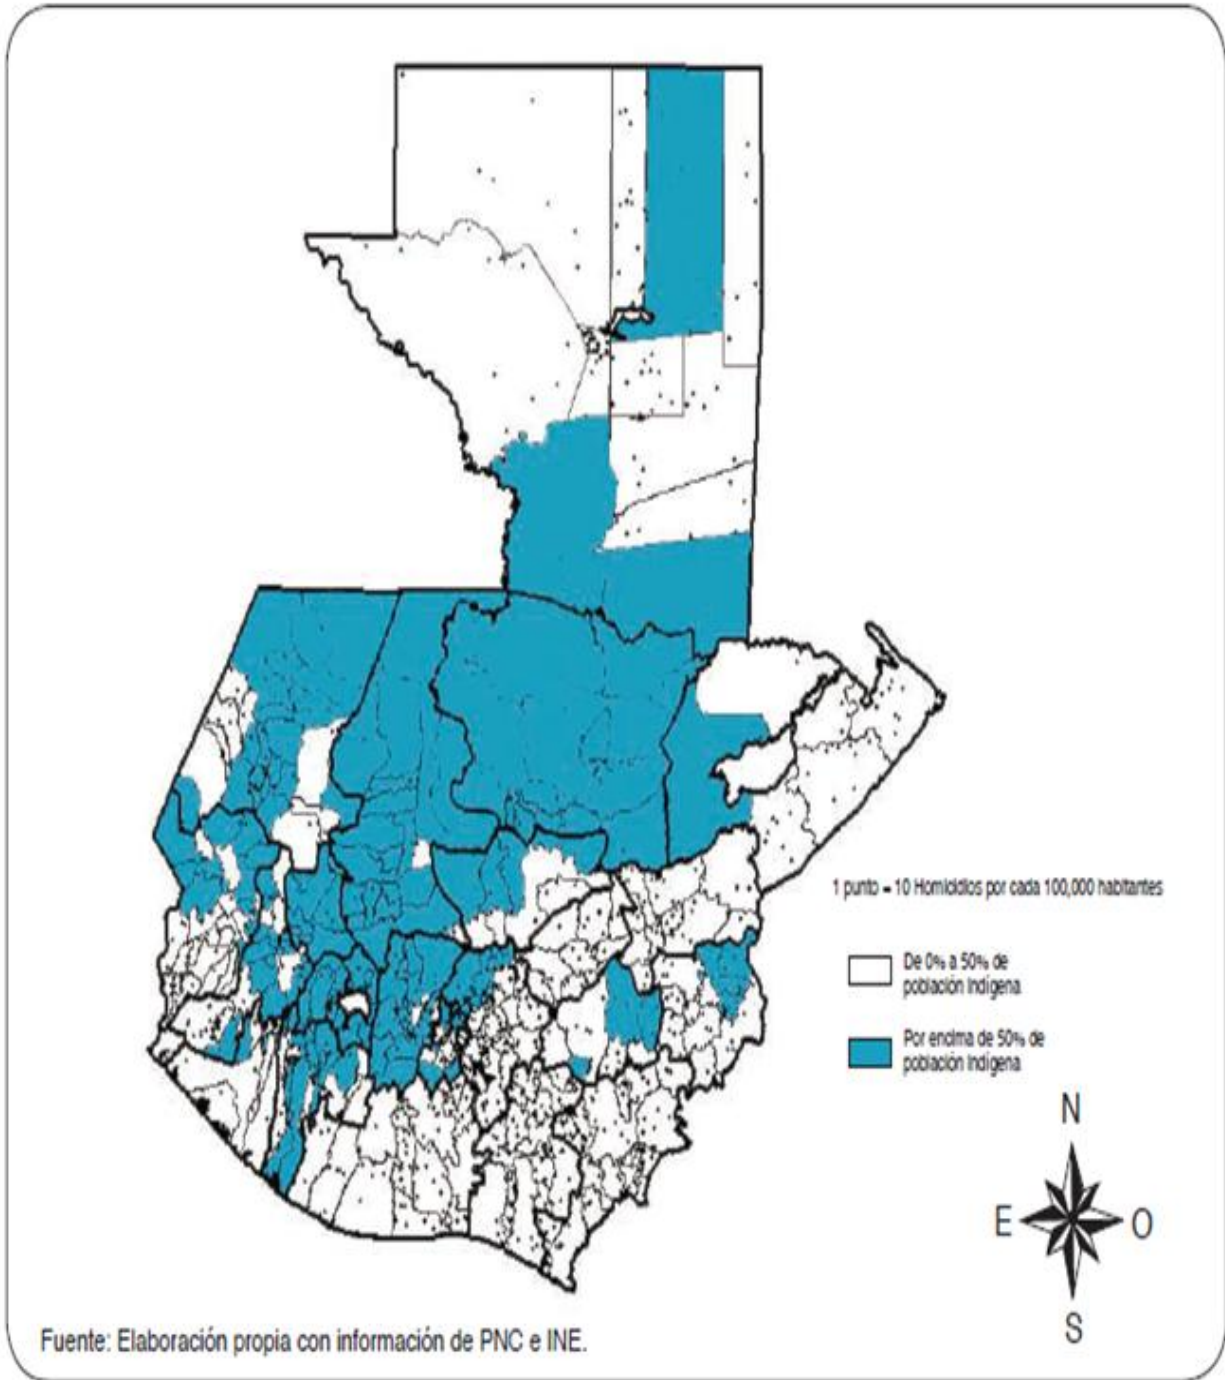 1 punto = 10 Homicidios por cada 100,000 habitantes
De 0% a 50% de
población Indígena
Por encima de 50% de
población Indígena
N
E O
S
Fuente: Elaboración propia con información de PNC e INE.